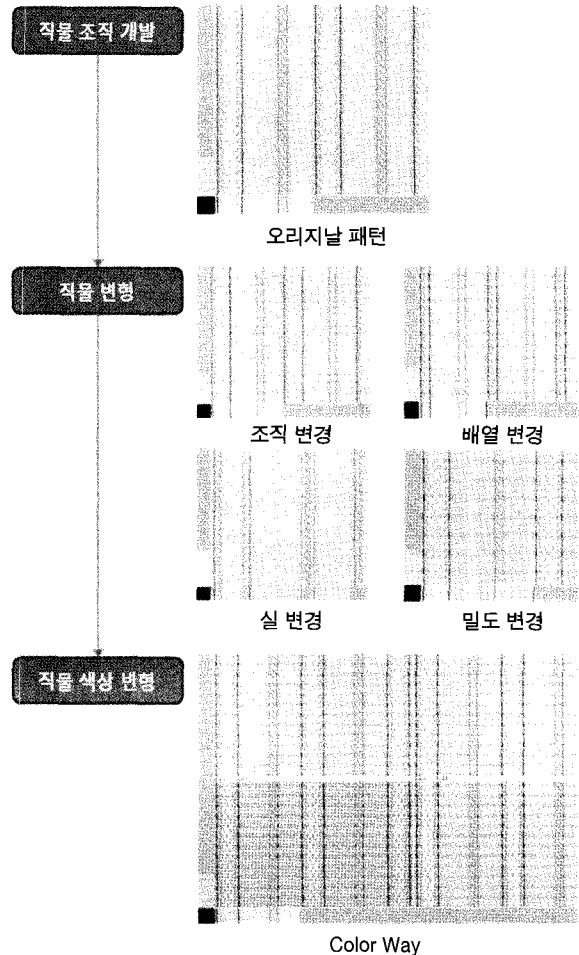 직물 조직 개발
오리지날 패턴
직물 변형
조직 변경
배열 변경
실 변경
밀도 변경
직물 색상 변형
Color Way